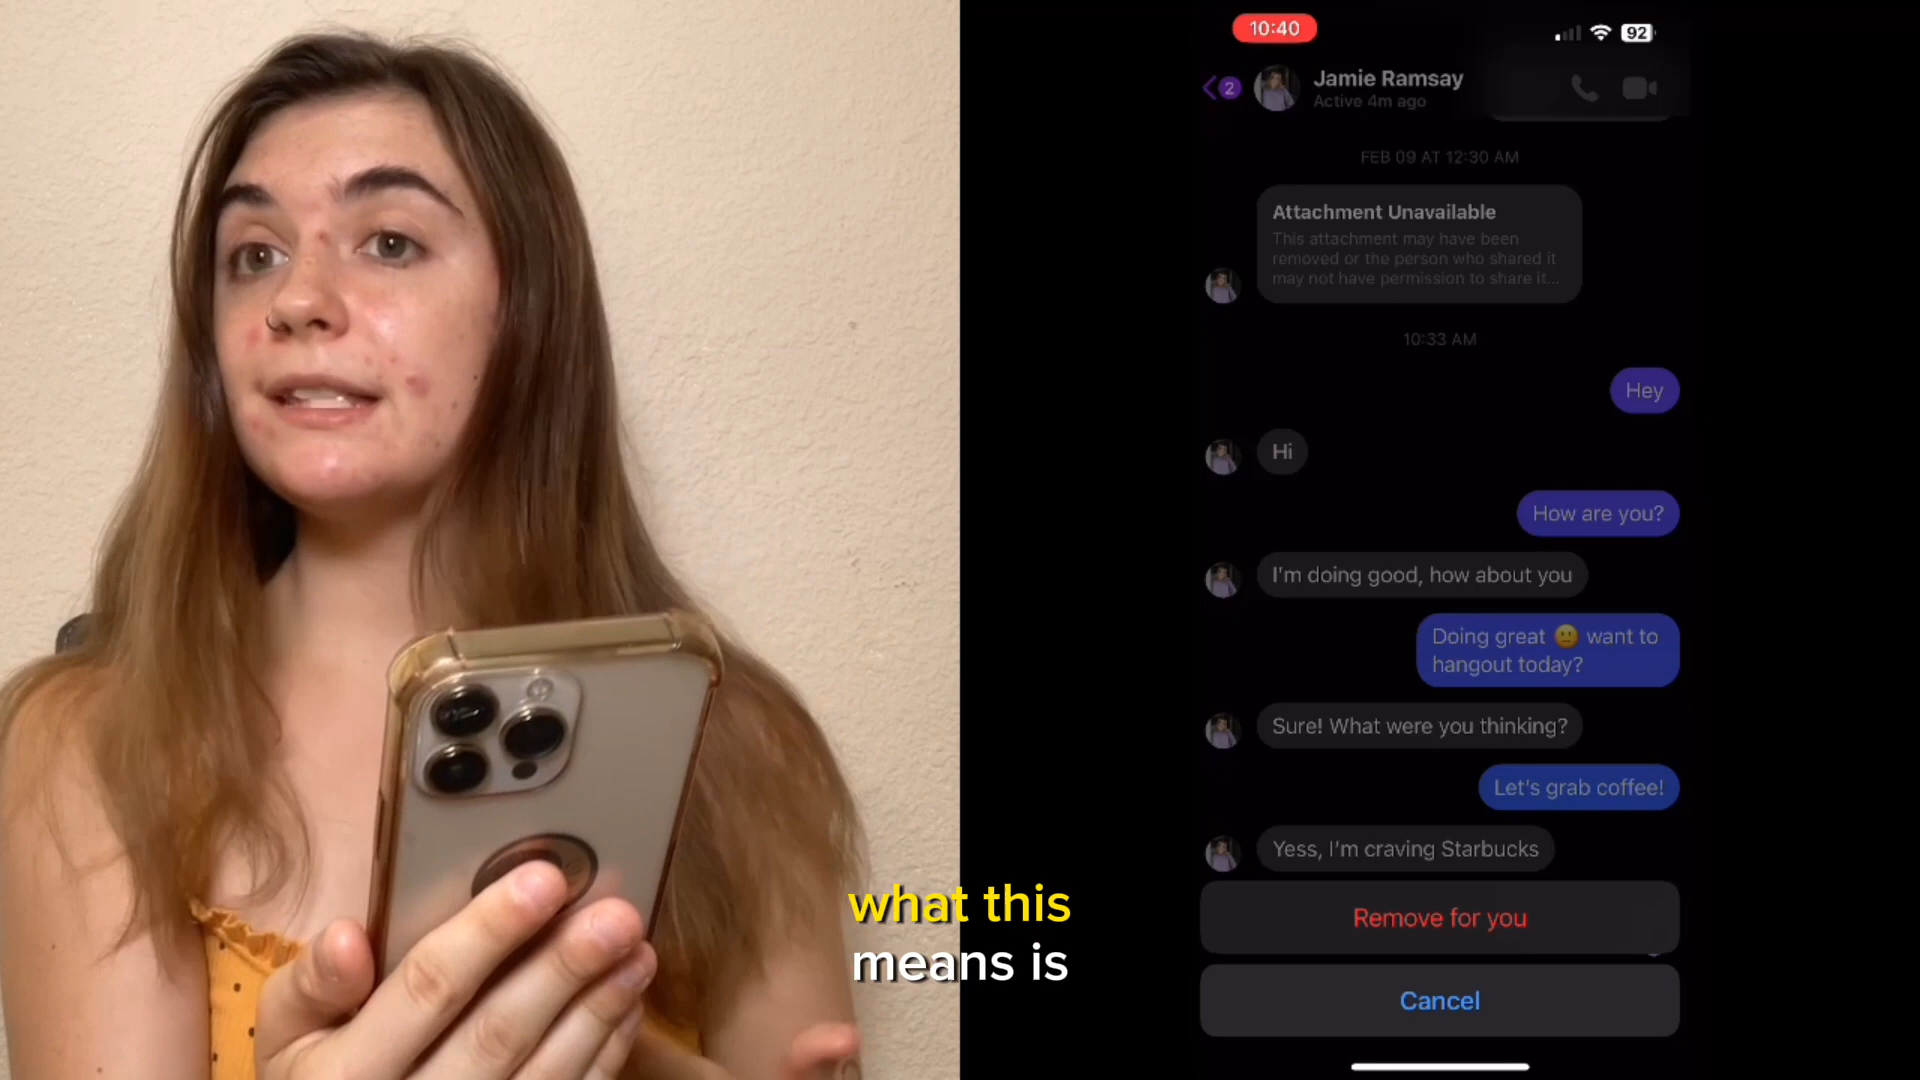 10:40
92
2
Jamie Ramsay
Active 4m ago
FEB 09 AT 12:30 AM
Attachment Unavailable
This attachment may have been
removed or the person who shared it
may not have permission to share it...
10:33 AM
Hey
Hi
How are you?
I'm doing good, how about you
Doing great 😐 want to
hangout today?
Sure! What were you thinking?
Let's grab coffee!
Yess, I'm craving Starbucks
what this
means is
Remove for you
Cancel